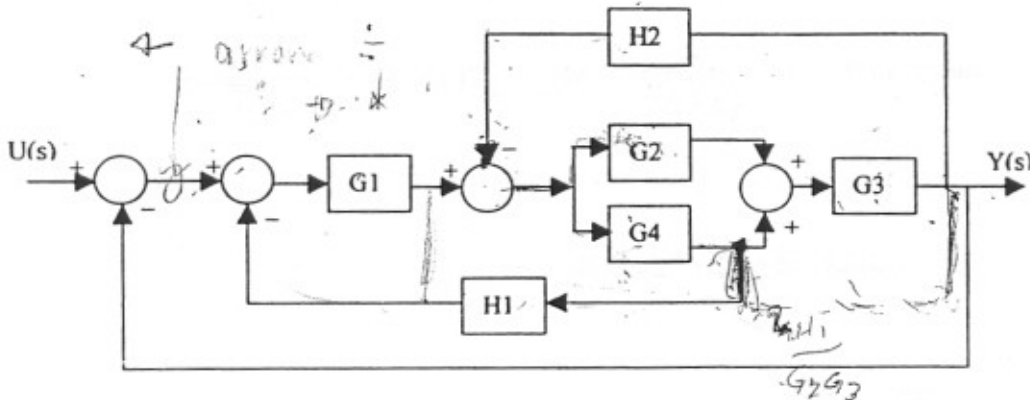 H2
U(s)
+
-
+
-
G1
+
-
G2
G4
+
+
G3
Y(s)
H1
G2G3